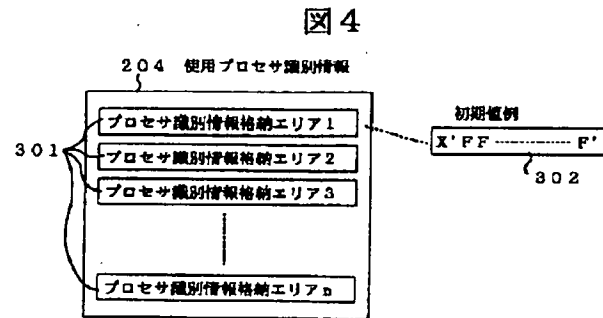 図4
204 使用プロセサ識別情報
プロセサ識別情報格納エリア1
プロセサ識別情報格納エリア2
プロセサ識別情報格納エリア3
プロセサ識別情報格納エリアn
301
初期値例
X'FF F'
302